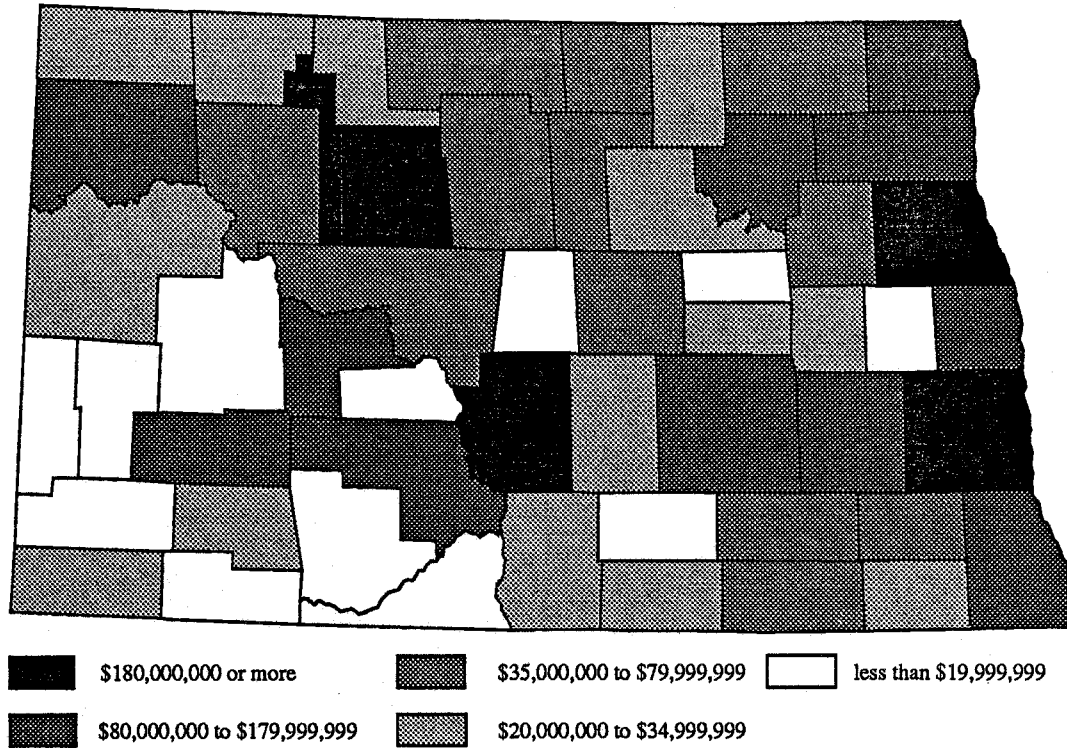 $180,000,000 or more
$35,000,000 to $79,999,999
less than $19,999,999
$80,000,000 to $179,999,999
$20,000,000 to $34,999,999